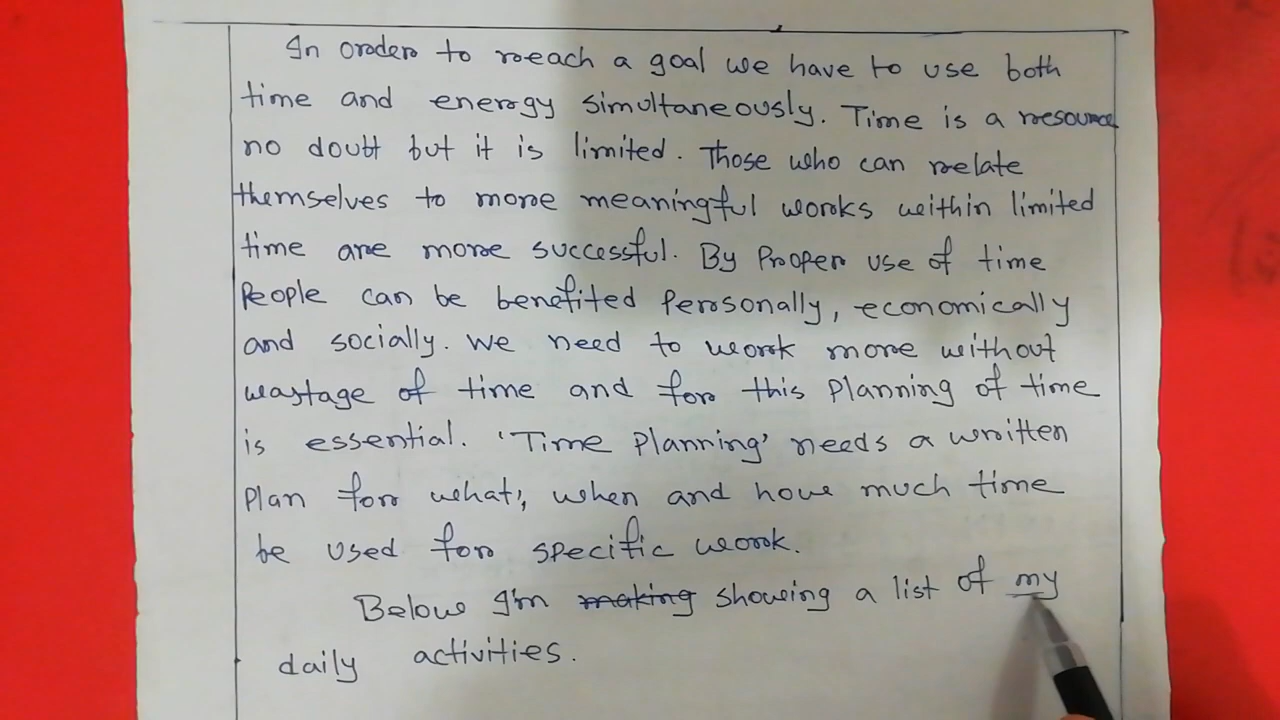 In order to reach a goal we have to use both
time and energy simultaneously. Time is a resource
no doubt but it is limited. Those who can relate
themselves to more meaningful works within limited
time are more successful. By Proper use of time
People can be benefited Personally, economically
and socially. We need to work more without
wastage of time and for this Planning of time
is essential. 'Time Planning' needs a written
Plan for what, when and how much time
be used for specific work.
Below I'm making showing a list of my
daily activities.